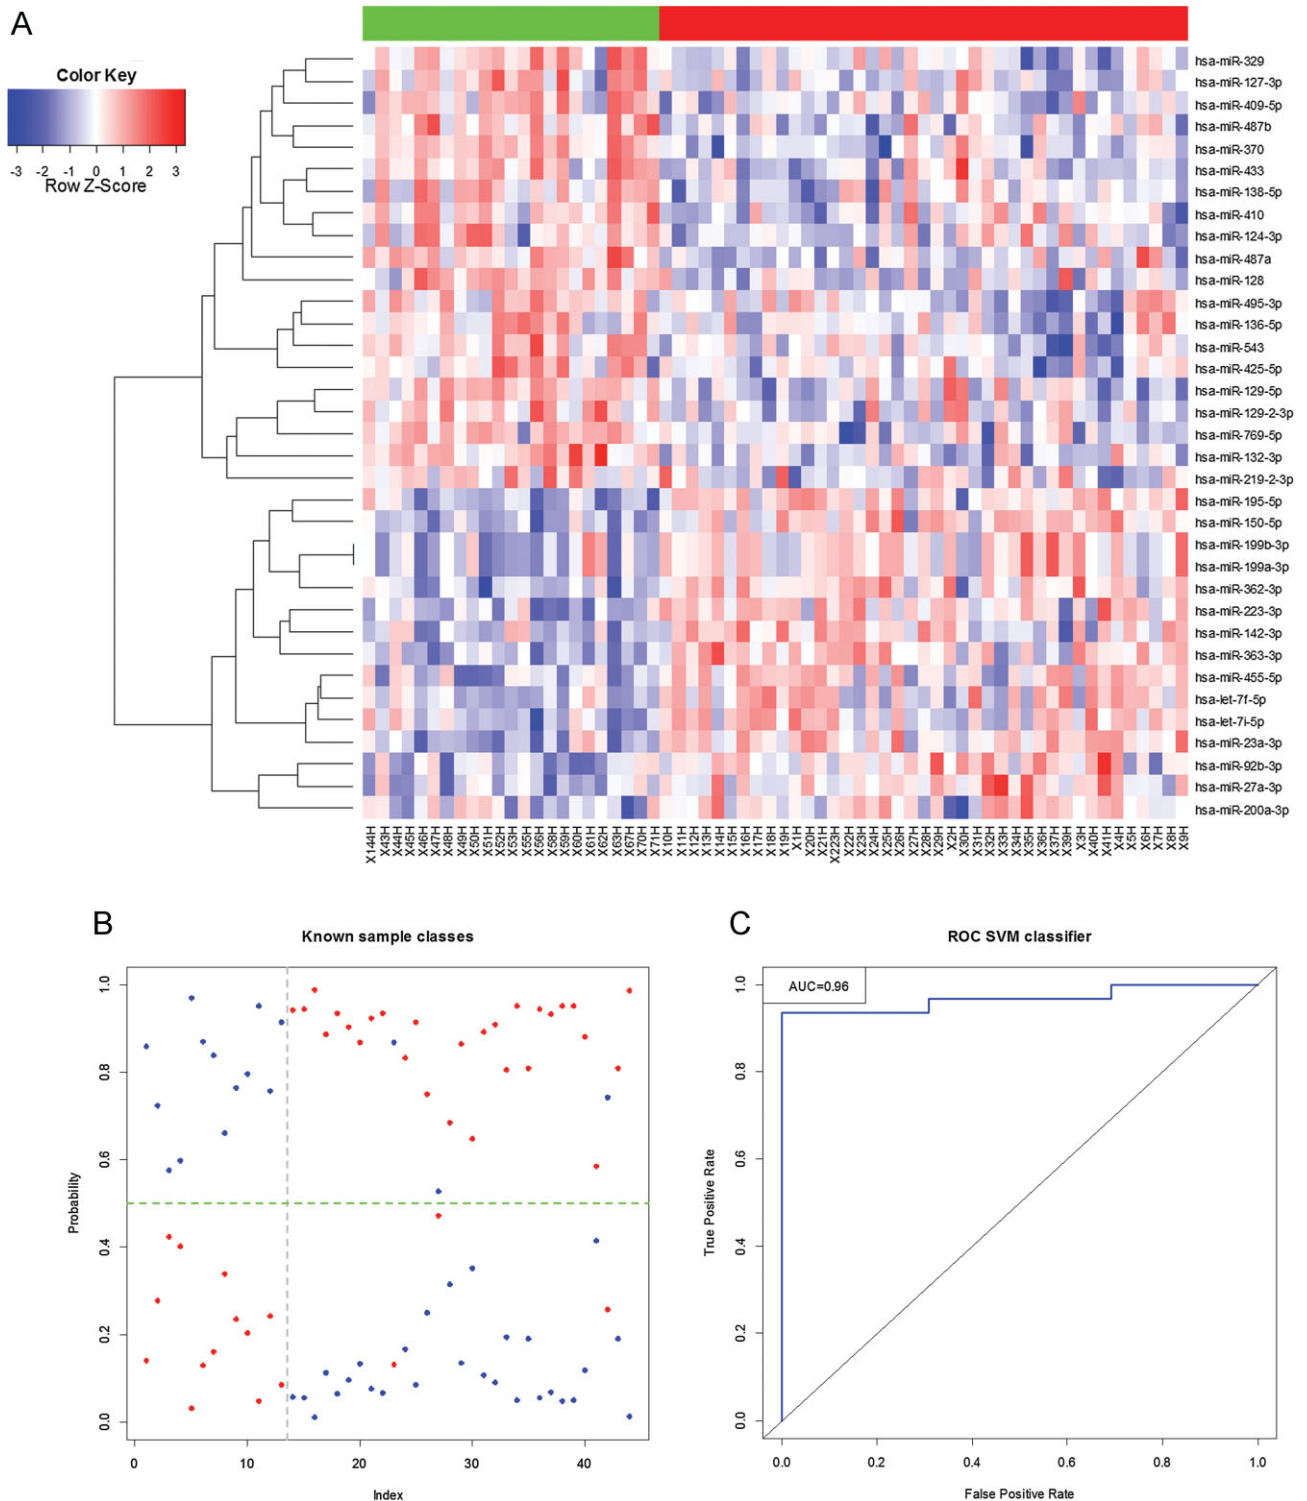 A
Color Key
-3 -2 -1 0 1 2 3
Row Z-Score
hsa-miR-329
hsa-miR-127-3p
hsa-miR-409-5p
hsa-miR-487b
hsa-miR-370
hsa-miR-433
hsa-miR-138-5p
hsa-miR-410
hsa-miR-124-3p
hsa-miR-487a
hsa-miR-128
hsa-miR-495-3p
hsa-miR-136-5p
hsa-miR-543
hsa-miR-425-5p
hsa-miR-129-5p
hsa-miR-129-2-3p
hsa-miR-769-5p
hsa-miR-132-3p
hsa-miR-219-2-3p
hsa-miR-195-5p
hsa-miR-150-5p
hsa-miR-199b-3p
hsa-miR-199a-3p
hsa-miR-362-3p
hsa-miR-223-3p
hsa-miR-142-3p
hsa-miR-363-3p
hsa-miR-455-5p
hsa-let-7f-5p
hsa-let-7i-5p
hsa-miR-23a-3p
hsa-miR-92b-3p
hsa-miR-27a-3p
hsa-miR-200a-3p
X144H X43H X44H X45H X46H X47H X48H X49H X50H X51H X52H X53H X55H X56H X58H X59H X60H X61H X62H X63H X67H X70H X71H X10H X11H X12H X13H X14H X15H X16H X17H X18H X19H X1H X20H X21H X223H X22H X23H X24H X25H X26H X27H X28H X29H X2H X30H X31H X32H X33H X34H X35H X36H X37H X39H X3H X40H X41H X4H X5H X6H X7H X8H X9H
B
Known sample classes
Probability
1.0
0.8
0.6
0.4
0.2
0.0
0 10 20 30 40
Index
C
ROC SVM classifier
AUC=0.96
True Positive Rate
1.0
0.8
0.6
0.4
0.2
0.0
0.0 0.2 0.4 0.6 0.8 1.0
False Positive Rate